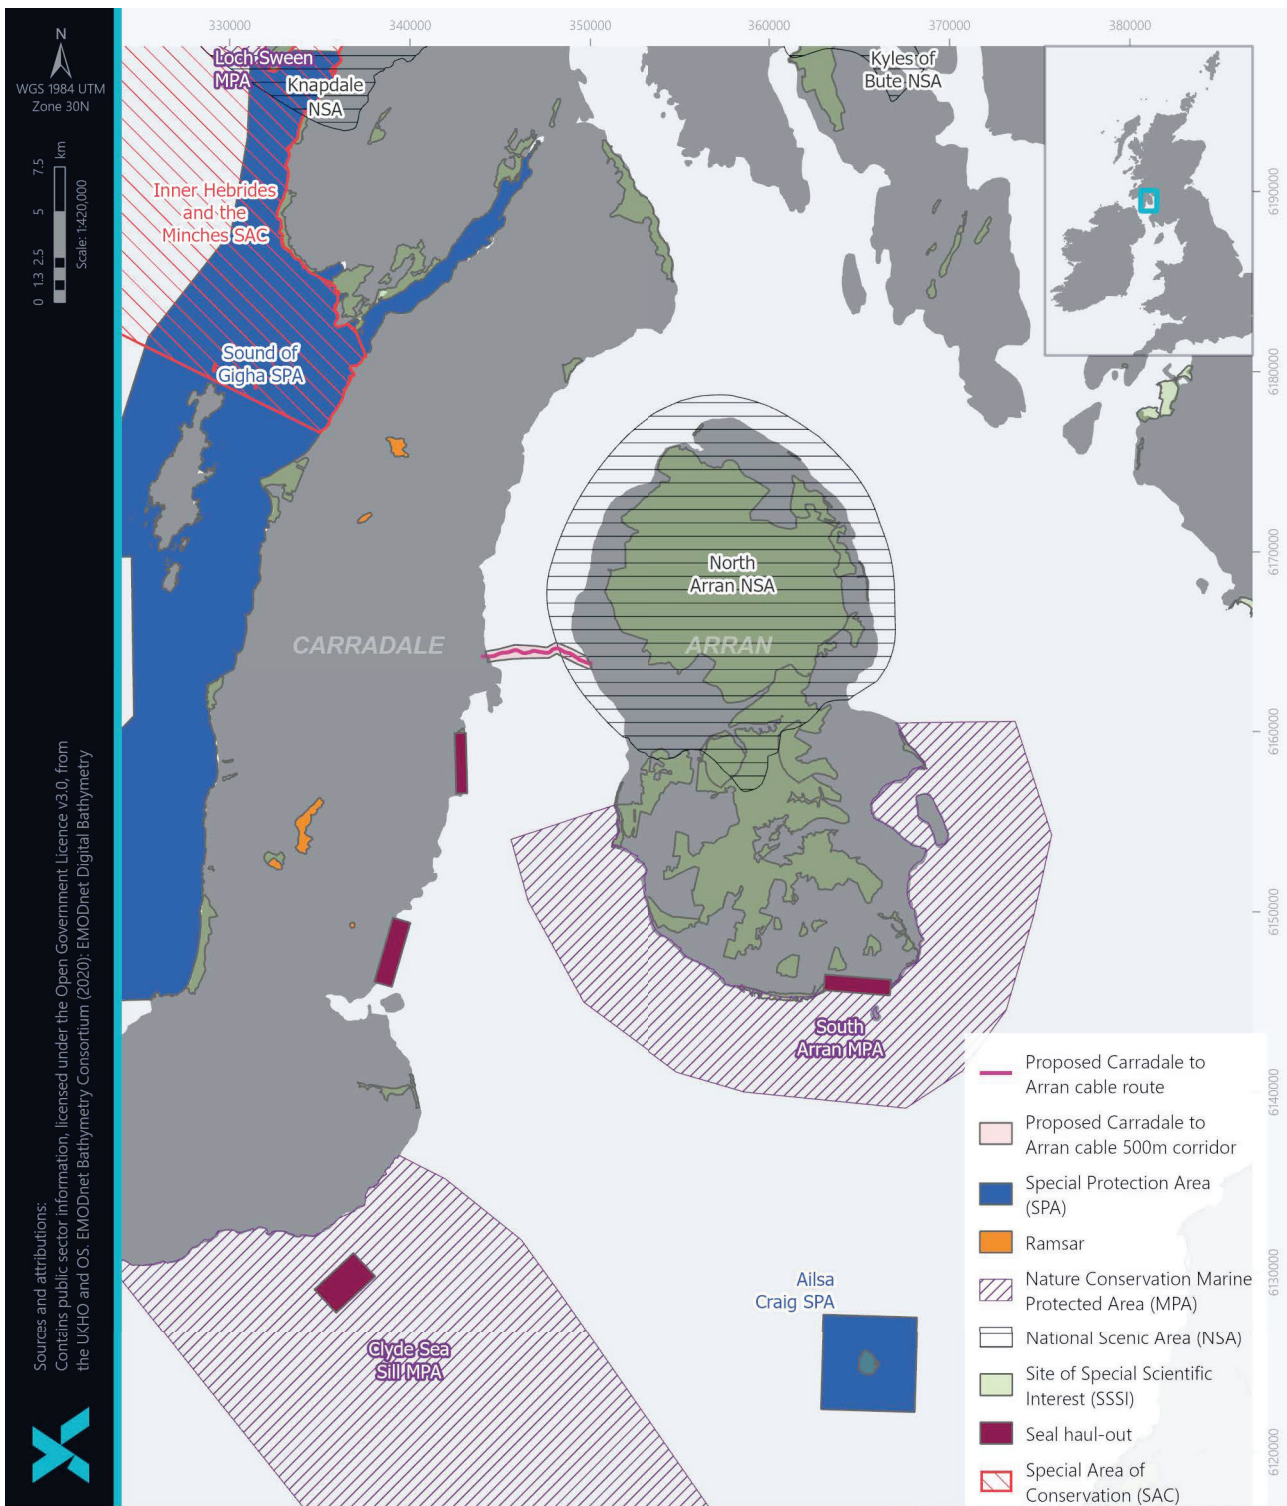 330000
340000
350000
360000
370000
380000
N
WGS 1984 UTM
Zone 30N
0 1.3 2.5 5 7.5
km
Scale: 1:420,000
Loch Sween
MPA
Knapdale
NSA
Kyles of
Bute NSA
Inner Hebrides
and the
Minches SAC
Sound of
Gigha SPA
North
Arran NSA
CARRADALE
ARRAN
South
Arran MPA
Ailsa
Craig SPA
Clyde Sea
Sill MPA
6190000
6180000
6170000
6160000
6150000
6140000
6130000
6120000
Proposed Carradale to
Arran cable route
Proposed Carradale to
Arran cable 500m corridor
Special Protection Area
(SPA)
Ramsar
Nature Conservation Marine
Protected Area (MPA)
National Scenic Area (NSA)
Site of Special Scientific
Interest (SSSI)
Seal haul-out
Special Area of
Conservation (SAC)
Sources and attributions:
Contains public sector information, licensed under the Open Government Licence v3.0, from
the UKHO and OS. EMODnet Bathymetry Consortium (2020): EMODnet Digital Bathymetry